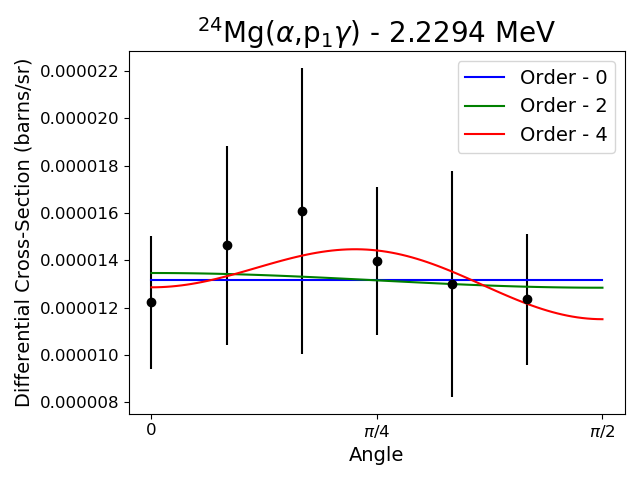 ²⁴Mg(α,p₁γ) - 2.2294 MeV
Differential Cross-Section (barns/sr)
0.000022
0.000020
0.000018
0.000016
0.000014
0.000012
0.000010
0.000008
Order - 0
Order - 2
Order - 4
0
π/4
π/2
Angle